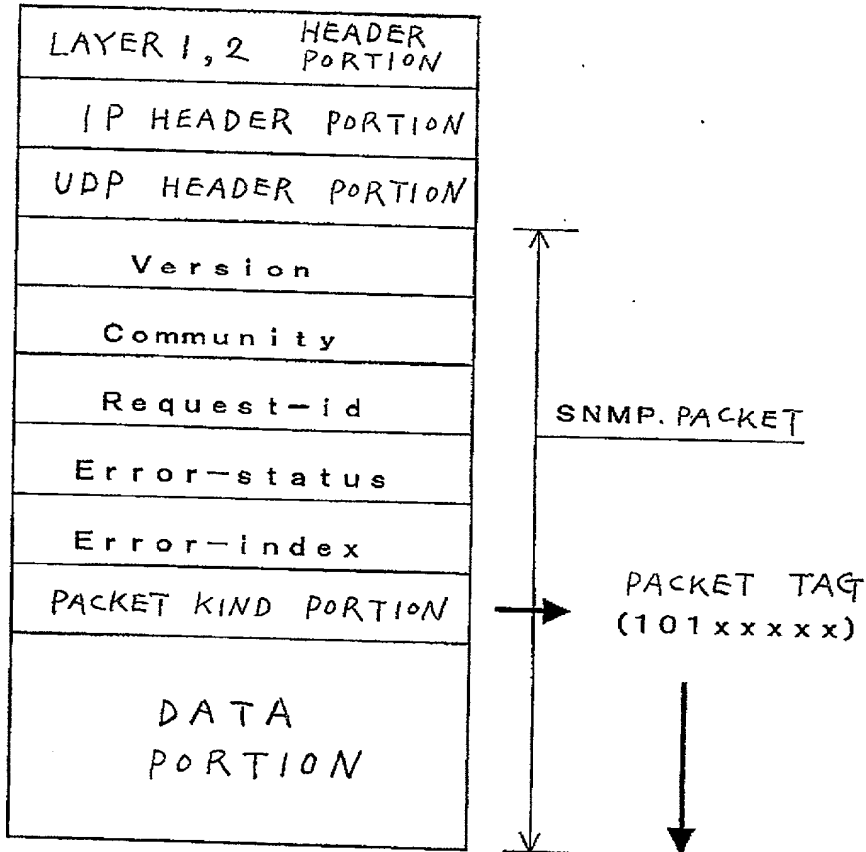 LAYER 1, 2 HEADER PORTION
IP HEADER PORTION
UDP HEADER PORTION
Version
Community
Request-id
Error-status
Error-index
PACKET KIND PORTION
DATA
PORTION
SNMP. PACKET
PACKET TAG
(101xxxxx)